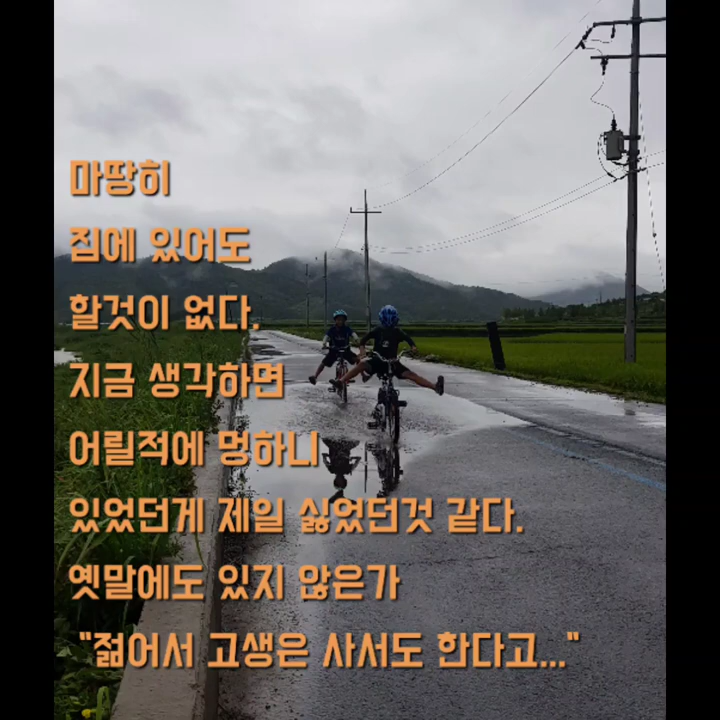 마땅히
집에 있어도
할것이 없다.
지금 생각하면
어릴적에 멍하니
있었던게 제일 싫었던것 같다.
옛말에도 있지 않은가
"젊어서 고생은 사서도 한다고..."